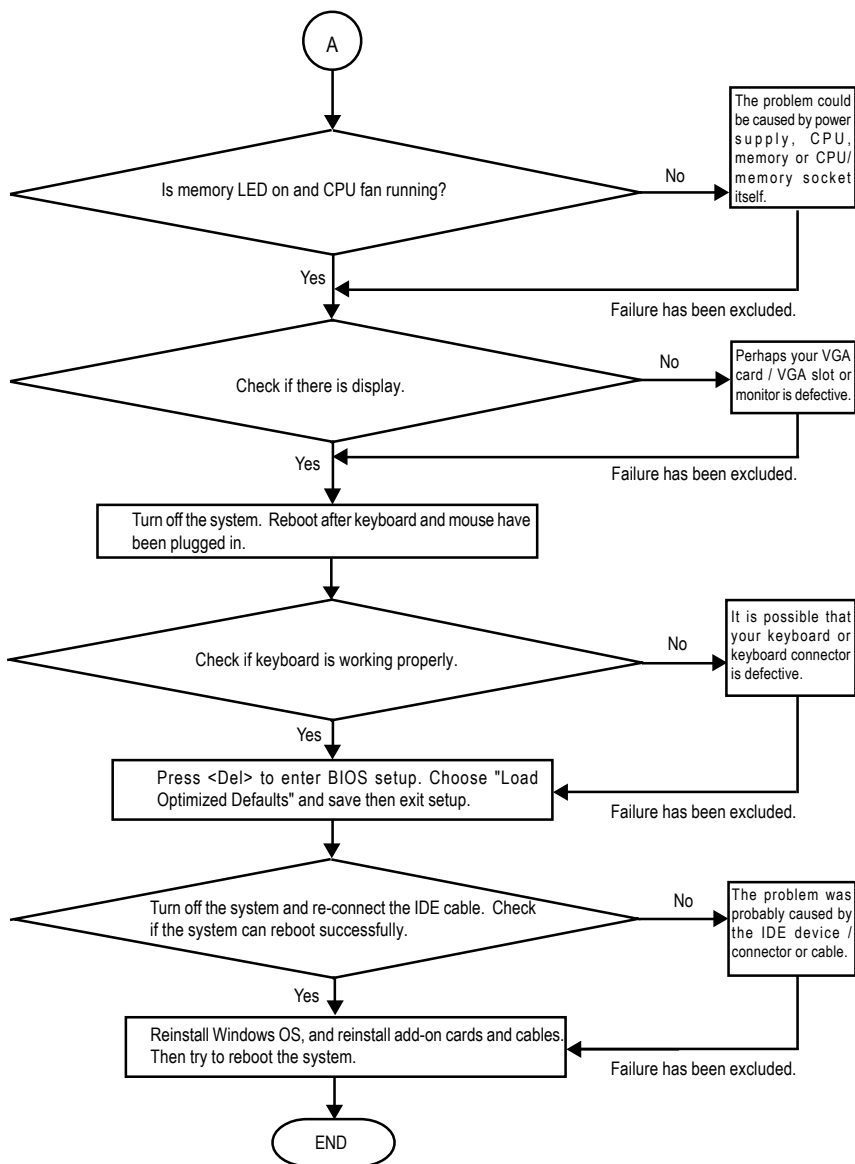 A
Is memory LED on and CPU fan running?
No
The problem could
be caused by power
supply, CPU,
memory or CPU/
memory socket
itself.
Yes
Failure has been excluded.
Check if there is display.
No
Perhaps your VGA
card / VGA slot or
monitor is defective.
Yes
Failure has been excluded.
Turn off the system. Reboot after keyboard and mouse have
been plugged in.
Check if keyboard is working properly.
No
It is possible that
your keyboard or
keyboard connector
is defective.
Yes
Press <Del> to enter BIOS setup. Choose "Load
Optimized Defaults" and save then exit setup.
Failure has been excluded.
Turn off the system and re-connect the IDE cable. Check
if the system can reboot successfully.
No
The problem was
probably caused by
the IDE device /
connector or cable.
Yes
Reinstall Windows OS, and reinstall add-on cards and cables.
Then try to reboot the system.
Failure has been excluded.
END